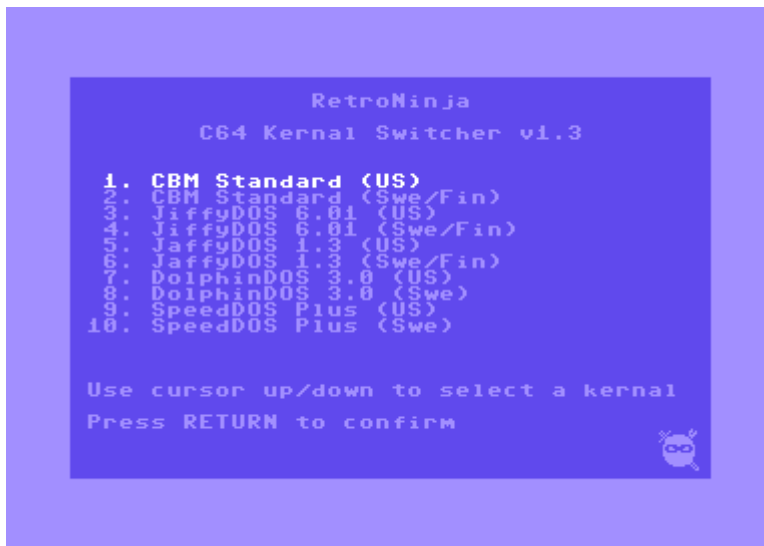 RetroNinja
C64 Kernal Switcher v1.3
1. CBM Standard (US)
2. CBM Standard (Swe/Fin)
3. JiffyDOS 6.01 (US)
4. JiffyDOS 6.01 (Swe/Fin)
5. JaffyDOS 1.3 (US)
6. JaffyDOS 1.3 (Swe/Fin)
7. DolphinDOS 3.0 (US)
8. DolphinDOS 3.0 (Swe)
9. SpeedDOS Plus (US)
10. SpeedDOS Plus (Swe)
Use cursor up/down to select a kernal
Press RETURN to confirm